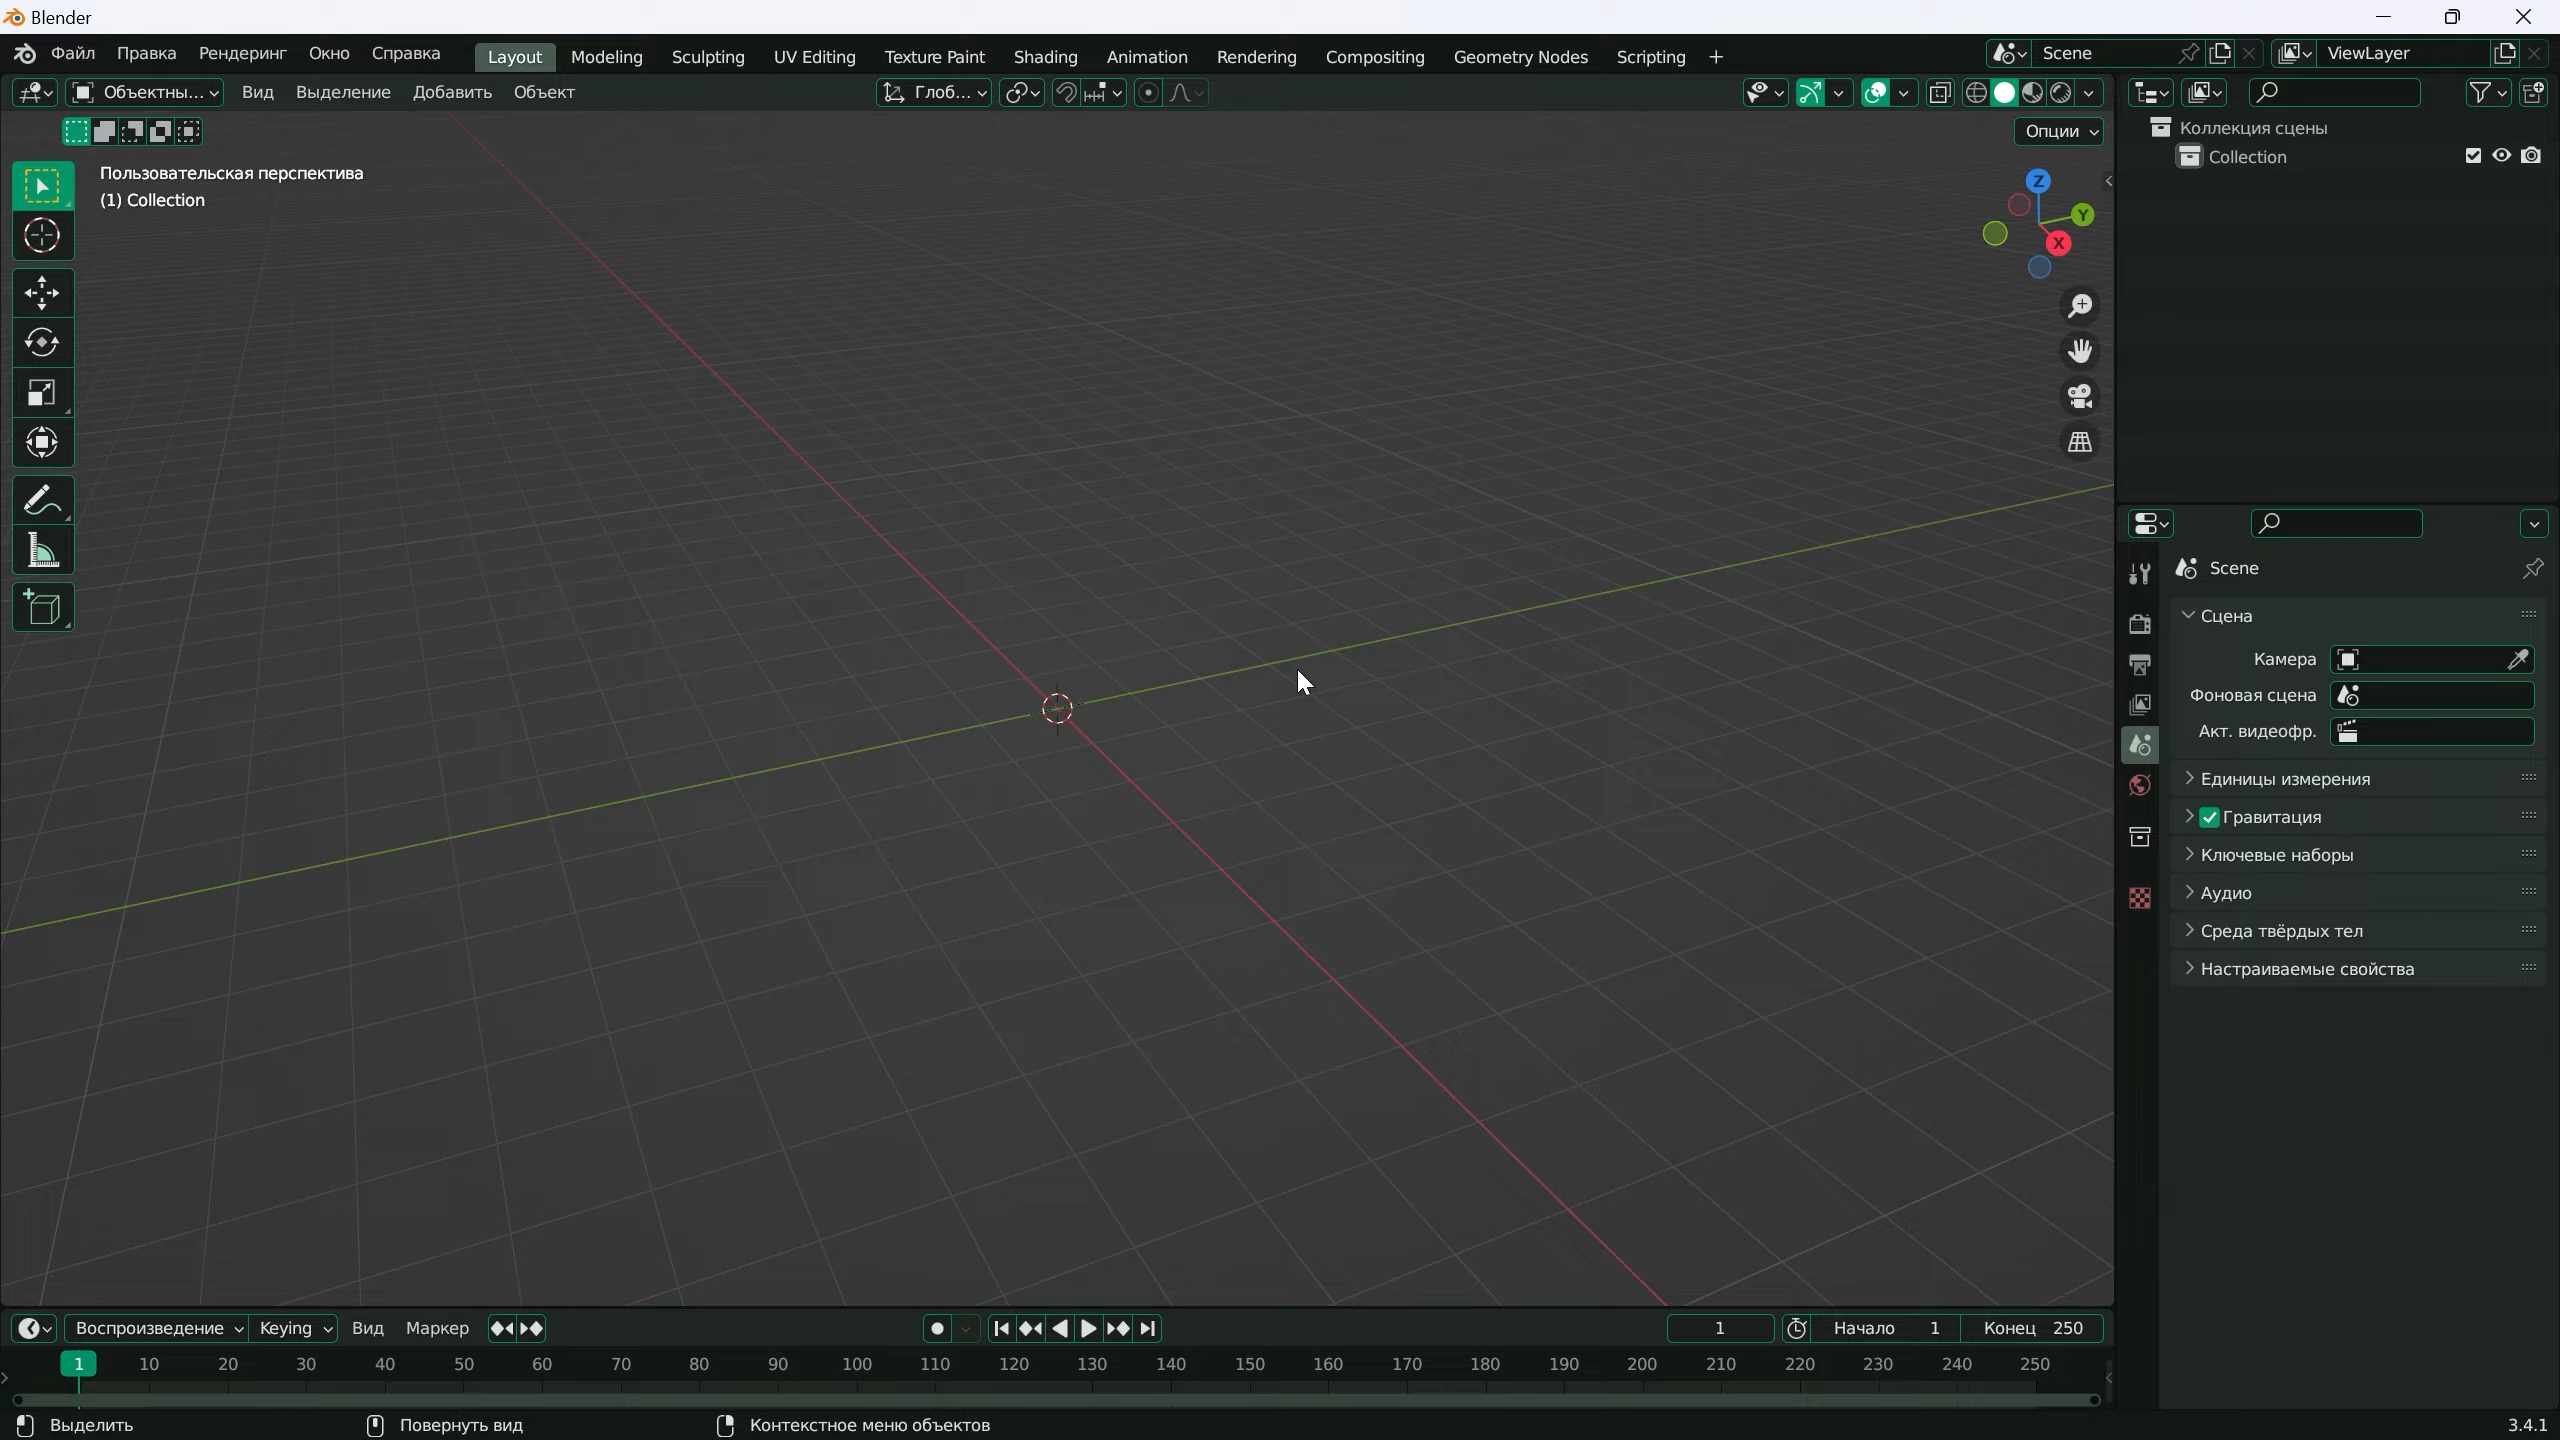 Blender
Файл Правка Рендеринг Окно Справка Layout Modeling Sculpting UV Editing Texture Paint Shading Animation Rendering Compositing Geometry Nodes Scripting + Scene ViewLayer
Объектны... Вид Выделение Добавить Объект Глоб...
Опции
Пользовательская перспектива
(1) Collection
Z
Y
X
Коллекция сцены
Collection
Scene
Сцена
Камера
Фоновая сцена
Акт. видеофр.
Единицы измерения
Гравитация
Ключевые наборы
Аудио
Среда твёрдых тел
Настраиваемые свойства
Воспроизведение Keying Вид Маркер 1 Начало 1 Конец 250
1 10 20 30 40 50 60 70 80 90 100 110 120 130 140 150 160 170 180 190 200 210 220 230 240 250
Выделить Повернуть вид Контекстное меню объектов 3.4.1